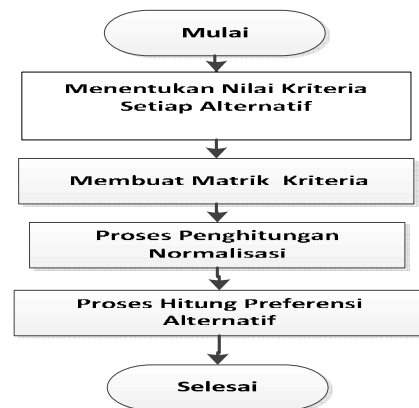 Mulai
Menentukan Nilai Kriteria
Setiap Alternatif
Membuat Matrik Kriteria
Proses Penghitungan
Normalisasi
Proses Hitung Preferensi
Alternatif
Selesai